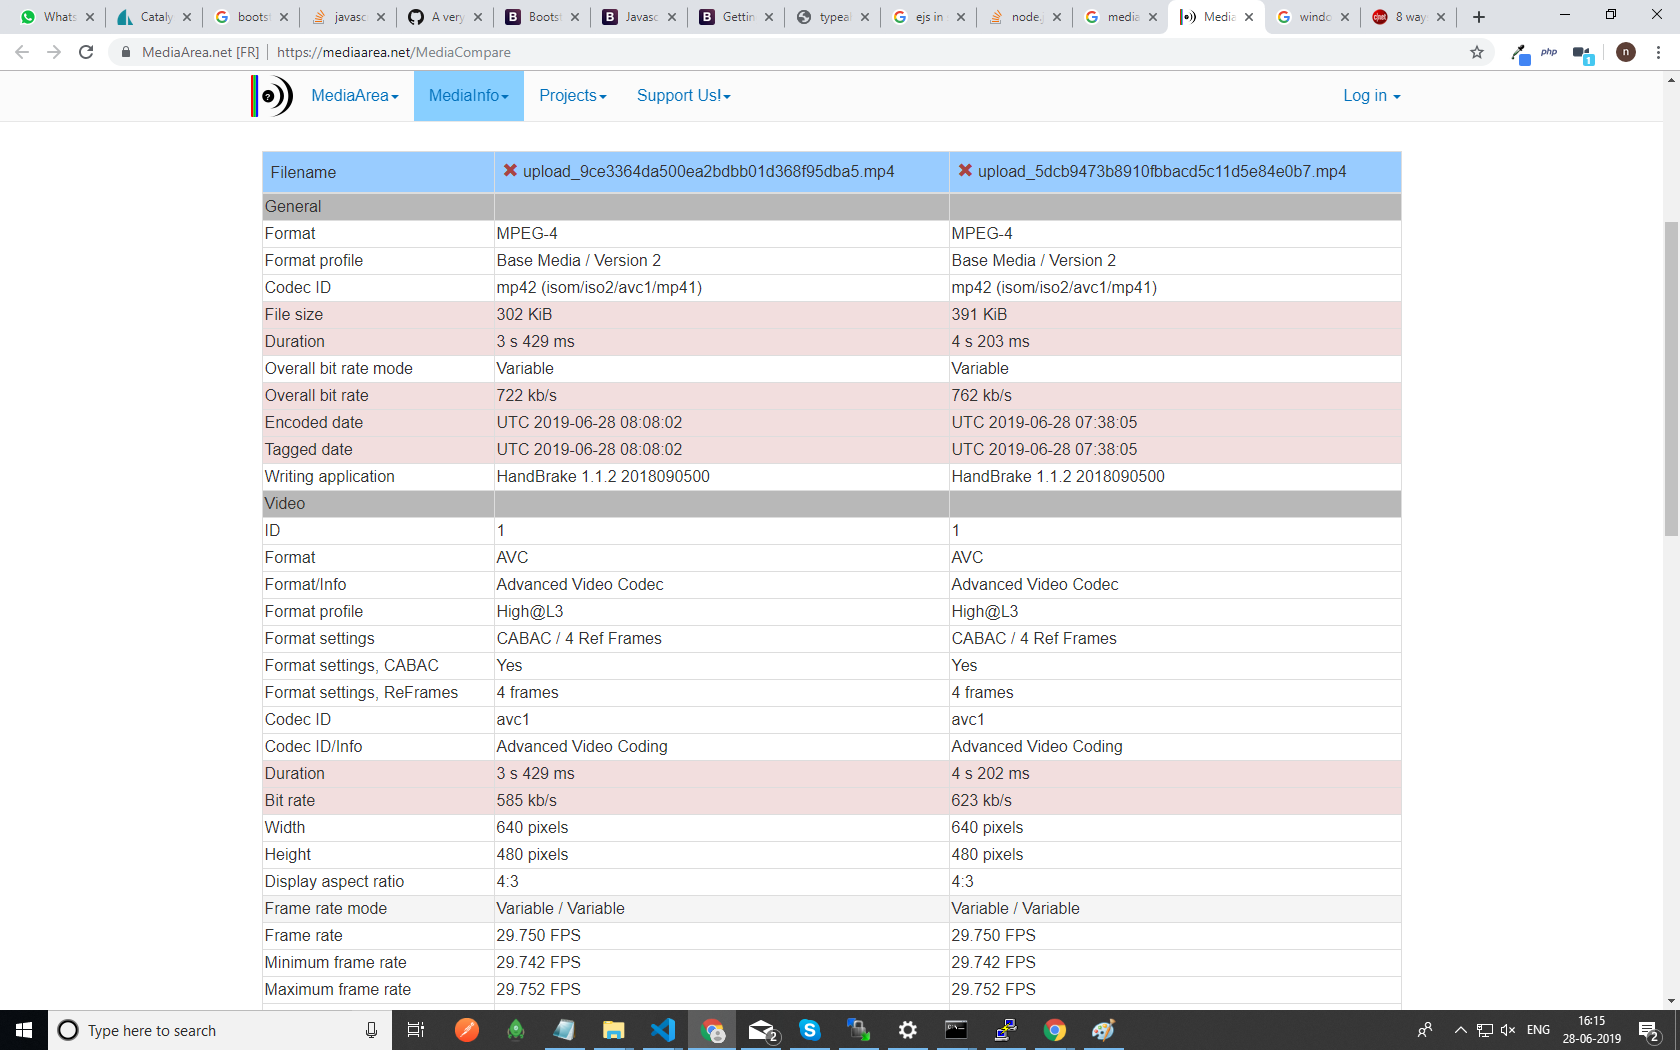 Whats
Cataly
bootst
javasc
A very
Bootst
Javasc
Gettin
typeal
ejs in
node.j
media
Media
windo
8 way
MediaArea.net [FR] | https://mediaarea.net/MediaCompare
php
1
n
MediaArea
MediaInfo
Projects
Support Us!
Log in
Filename upload_9ce3364da500ea2bdbb01d368f95dba5.mp4 upload_5dcb9473b8910fbbacd5c11d5e84e0b7.mp4
General
Format MPEG-4 MPEG-4
Format profile Base Media / Version 2 Base Media / Version 2
Codec ID mp42 (isom/iso2/avc1/mp41) mp42 (isom/iso2/avc1/mp41)
File size 302 KiB 391 KiB
Duration 3 s 429 ms 4 s 203 ms
Overall bit rate mode Variable Variable
Overall bit rate 722 kb/s 762 kb/s
Encoded date UTC 2019-06-28 08:08:02 UTC 2019-06-28 07:38:05
Tagged date UTC 2019-06-28 08:08:02 UTC 2019-06-28 07:38:05
Writing application HandBrake 1.1.2 2018090500 HandBrake 1.1.2 2018090500
Video
ID 1 1
Format AVC AVC
Format/Info Advanced Video Codec Advanced Video Codec
Format profile High@L3 High@L3
Format settings CABAC / 4 Ref Frames CABAC / 4 Ref Frames
Format settings, CABAC Yes Yes
Format settings, ReFrames 4 frames 4 frames
Codec ID avc1 avc1
Codec ID/Info Advanced Video Coding Advanced Video Coding
Duration 3 s 429 ms 4 s 202 ms
Bit rate 585 kb/s 623 kb/s
Width 640 pixels 640 pixels
Height 480 pixels 480 pixels
Display aspect ratio 4:3 4:3
Frame rate mode Variable / Variable Variable / Variable
Frame rate 29.750 FPS 29.750 FPS
Minimum frame rate 29.742 FPS 29.742 FPS
Maximum frame rate 29.752 FPS 29.752 FPS
Type here to search
2
ENG
16:15
28-06-2019
2